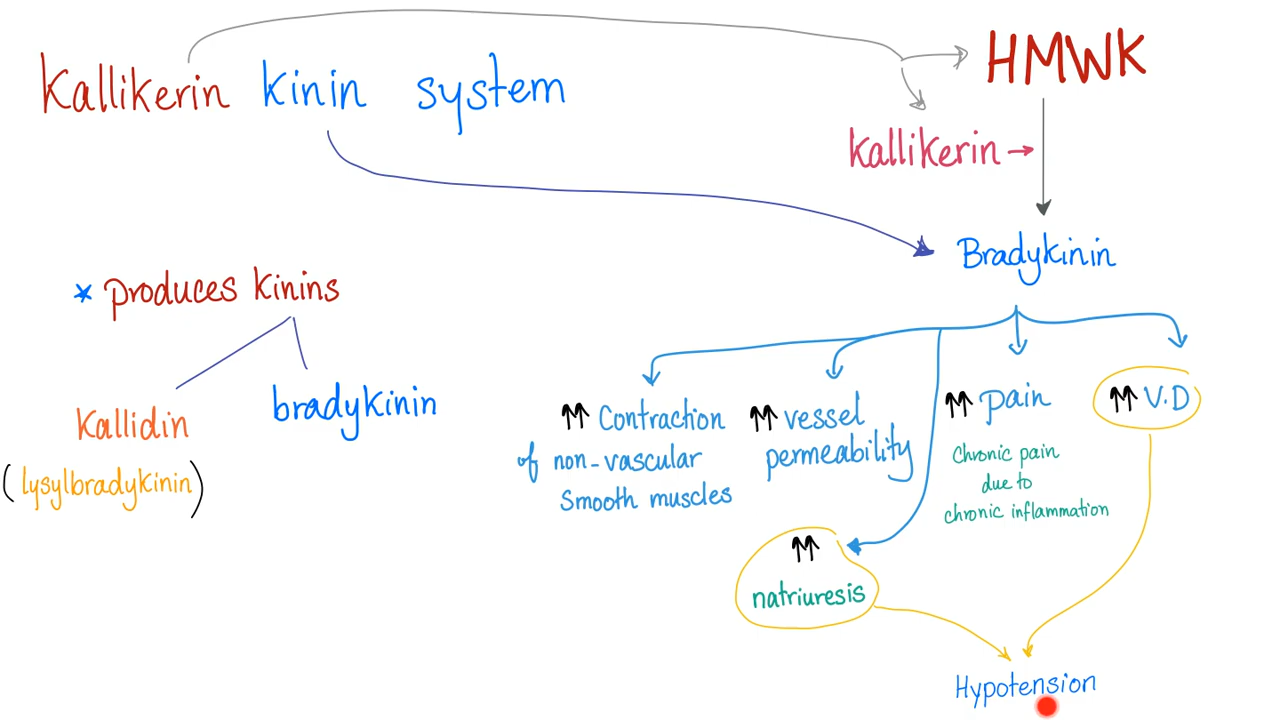 Kallikerin kinin system
HMWK
Kallikerin →
Bradykinin
* produces kinins
Kallidin
(lysylbradykinin)
bradykinin
↑↑ Contraction
of non-vascular
Smooth muscles
↑↑ vessel
permeability
↑↑ pain
Chronic pain
due to
chronic inflammation
↑↑ V.D
↑↑
natriuresis
Hypotension